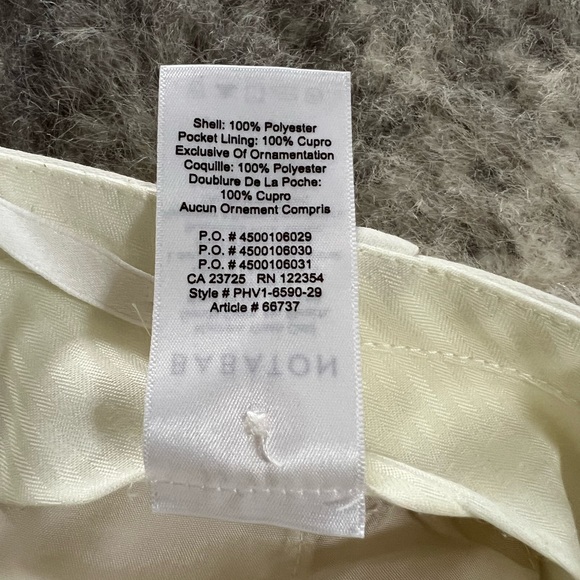 Shell: 100% Polyester
Pocket Lining: 100% Cupro
Exclusive Of Ornamentation
Coquille: 100% Polyester
Doublure De La Poche:
100% Cupro
Aucun Ornement Compris
P.O. # 4500106029
P.O. # 4500106030
P.O. # 4500106031
CA 23725 RN 122354
Style # PHV1-6590-29
Article # 66737
BABATON